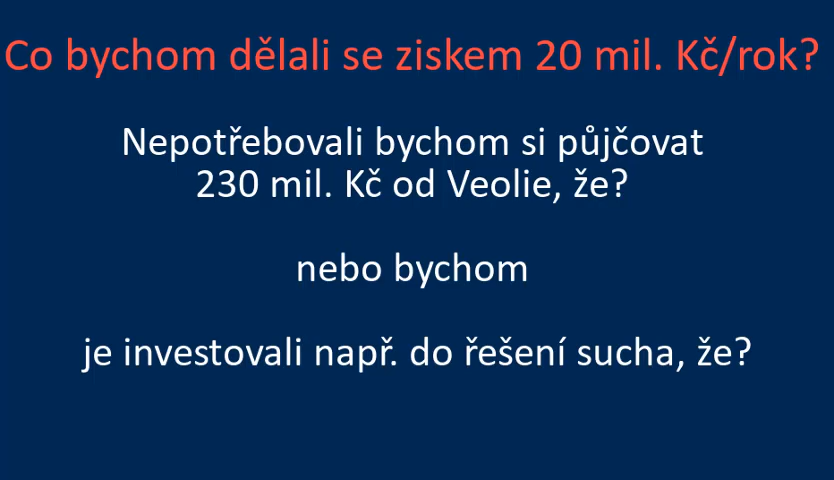 Co bychom dělali se ziskem 20 mil. Kč/rok?
Nepotřebovali bychom si půjčovat
230 mil. Kč od Veolie, že?
nebo bychom
je investovali např. do řešení sucha, že?